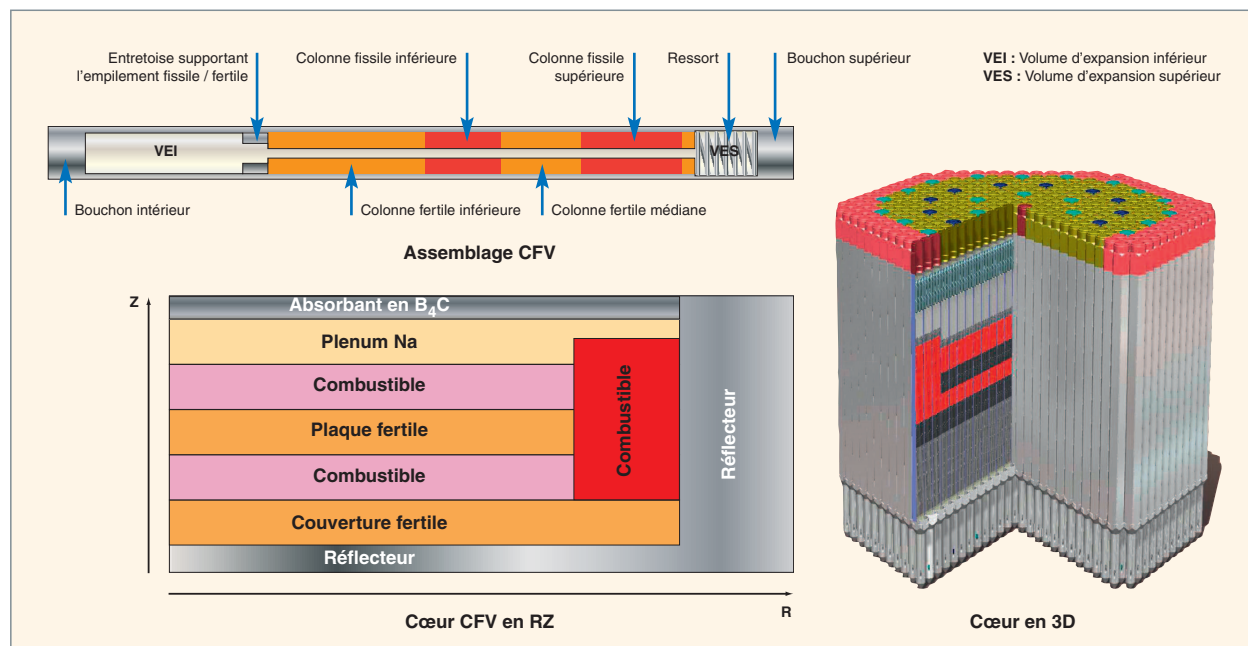 Entretoise supportant
l'empilement fissile / fertile
Colonne fissile inférieure
Colonne fissile
supérieure
Ressort
Bouchon supérieur
VEI : Volume d'expansion inférieur
VES : Volume d'expansion supérieur
VEI
VES
Bouchon intérieur
Colonne fertile inférieure
Colonne fertile médiane
Assemblage CFV
Z
Absorbant en B₄C
Plenum Na
Combustible
Plaque fertile
Combustible
Couverture fertile
Réflecteur
Combustible
Réflecteur
R
Cœur CFV en RZ
Cœur en 3D